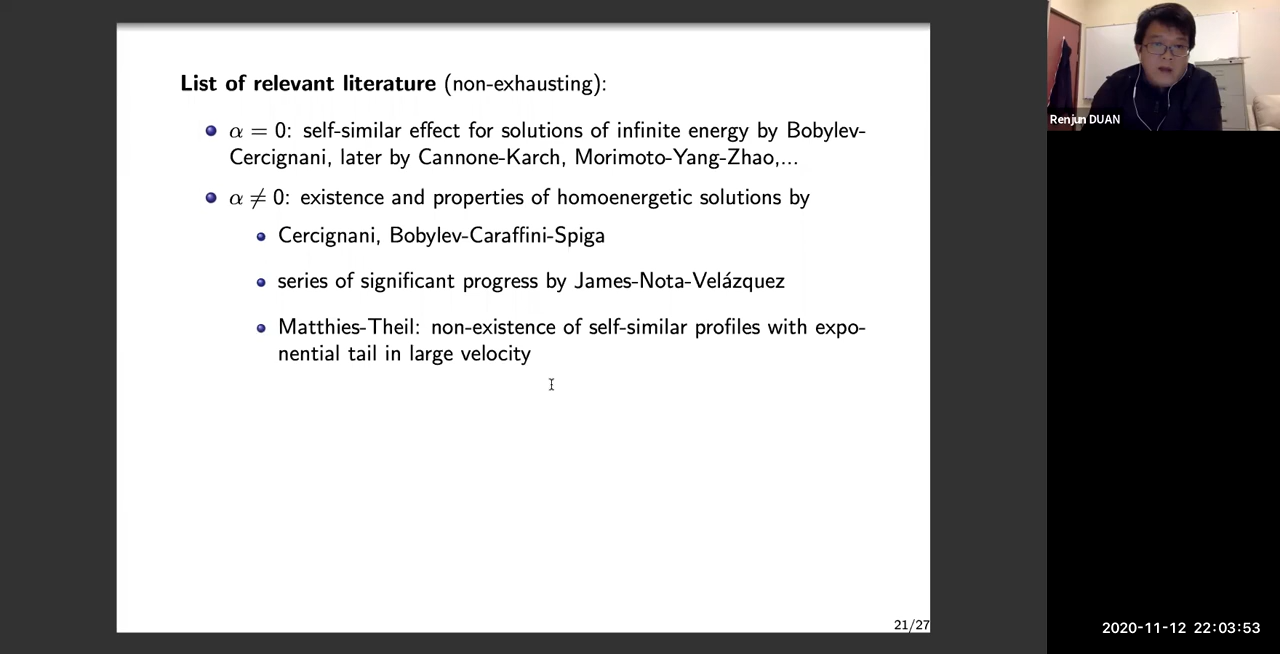 List of relevant literature (non-exhausting):
α = 0: self-similar effect for solutions of infinite energy by Bobylev-
Cercignani, later by Cannone-Karch, Morimoto-Yang-Zhao,...
α ≠ 0: existence and properties of homoenergetic solutions by
Cercignani, Bobylev-Caraffini-Spiga
series of significant progress by James-Nota-Velázquez
Matthies-Theil: non-existence of self-similar profiles with expo-
nential tail in large velocity
21/27
Renjun DUAN
2020-11-12 22:03:53